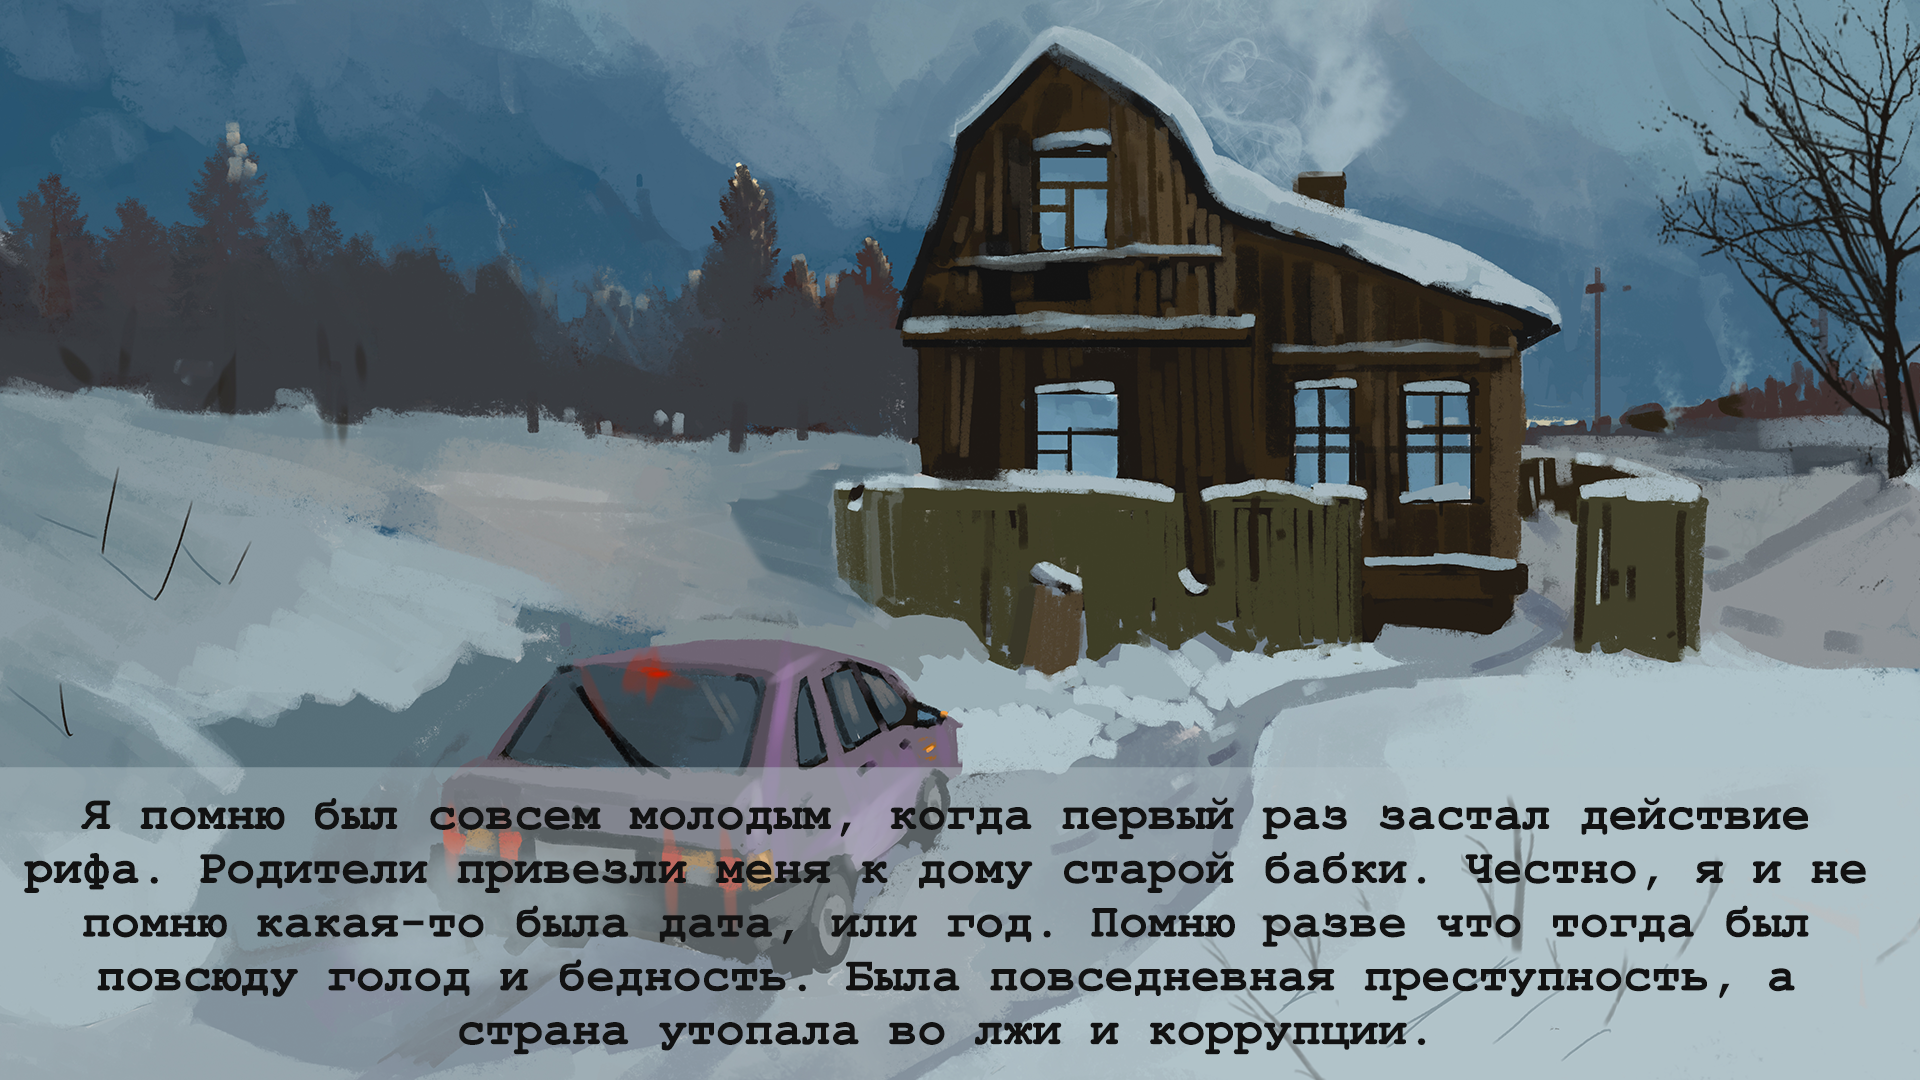 Я помню был совсем молодым, когда первый раз застал действие
рифа. Родители привезли меня к дому старой бабки. Честно, я и не
помню какая-то была дата, или год. Помню разве что тогда был
повсюду голод и бедность. Была повседневная преступность, а
страна утопала во лжи и коррупции.